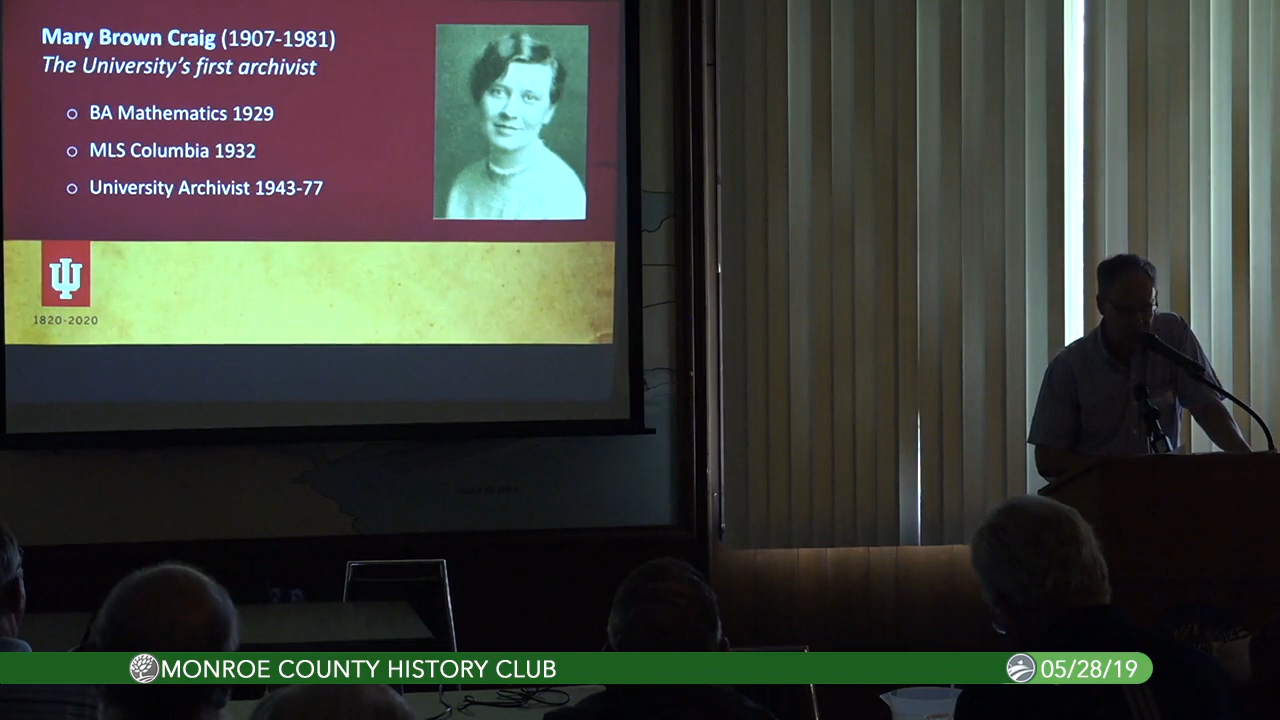 Mary Brown Craig (1907-1981)
The University's first archivist
BA Mathematics 1929
MLS Columbia 1932
University Archivist 1943-77
1820-2020
MONROE COUNTY HISTORY CLUB
05/28/19